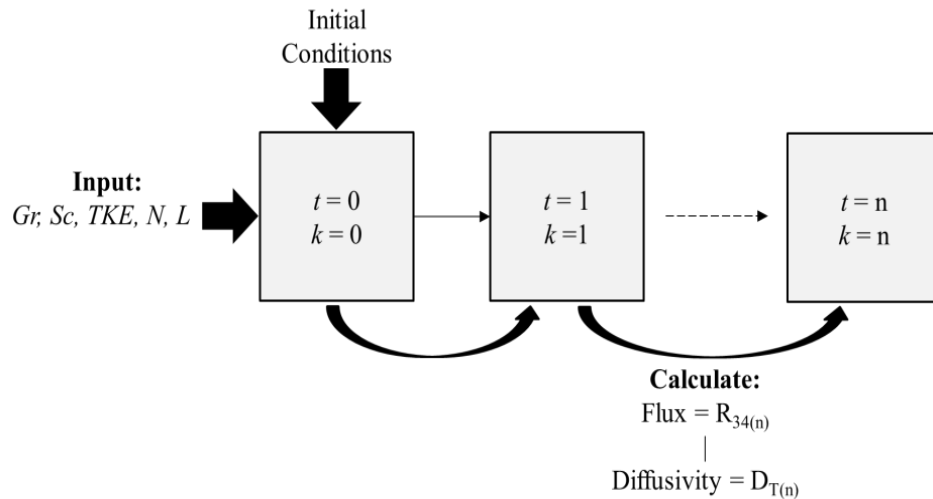 Initial
Conditions
Input:
Gr, Sc, TKE, N, L
t = 0
k = 0
t = 1
k =1
t = n
k = n
Calculate:
Flux = R34(n)
Diffusivity = DT(n)